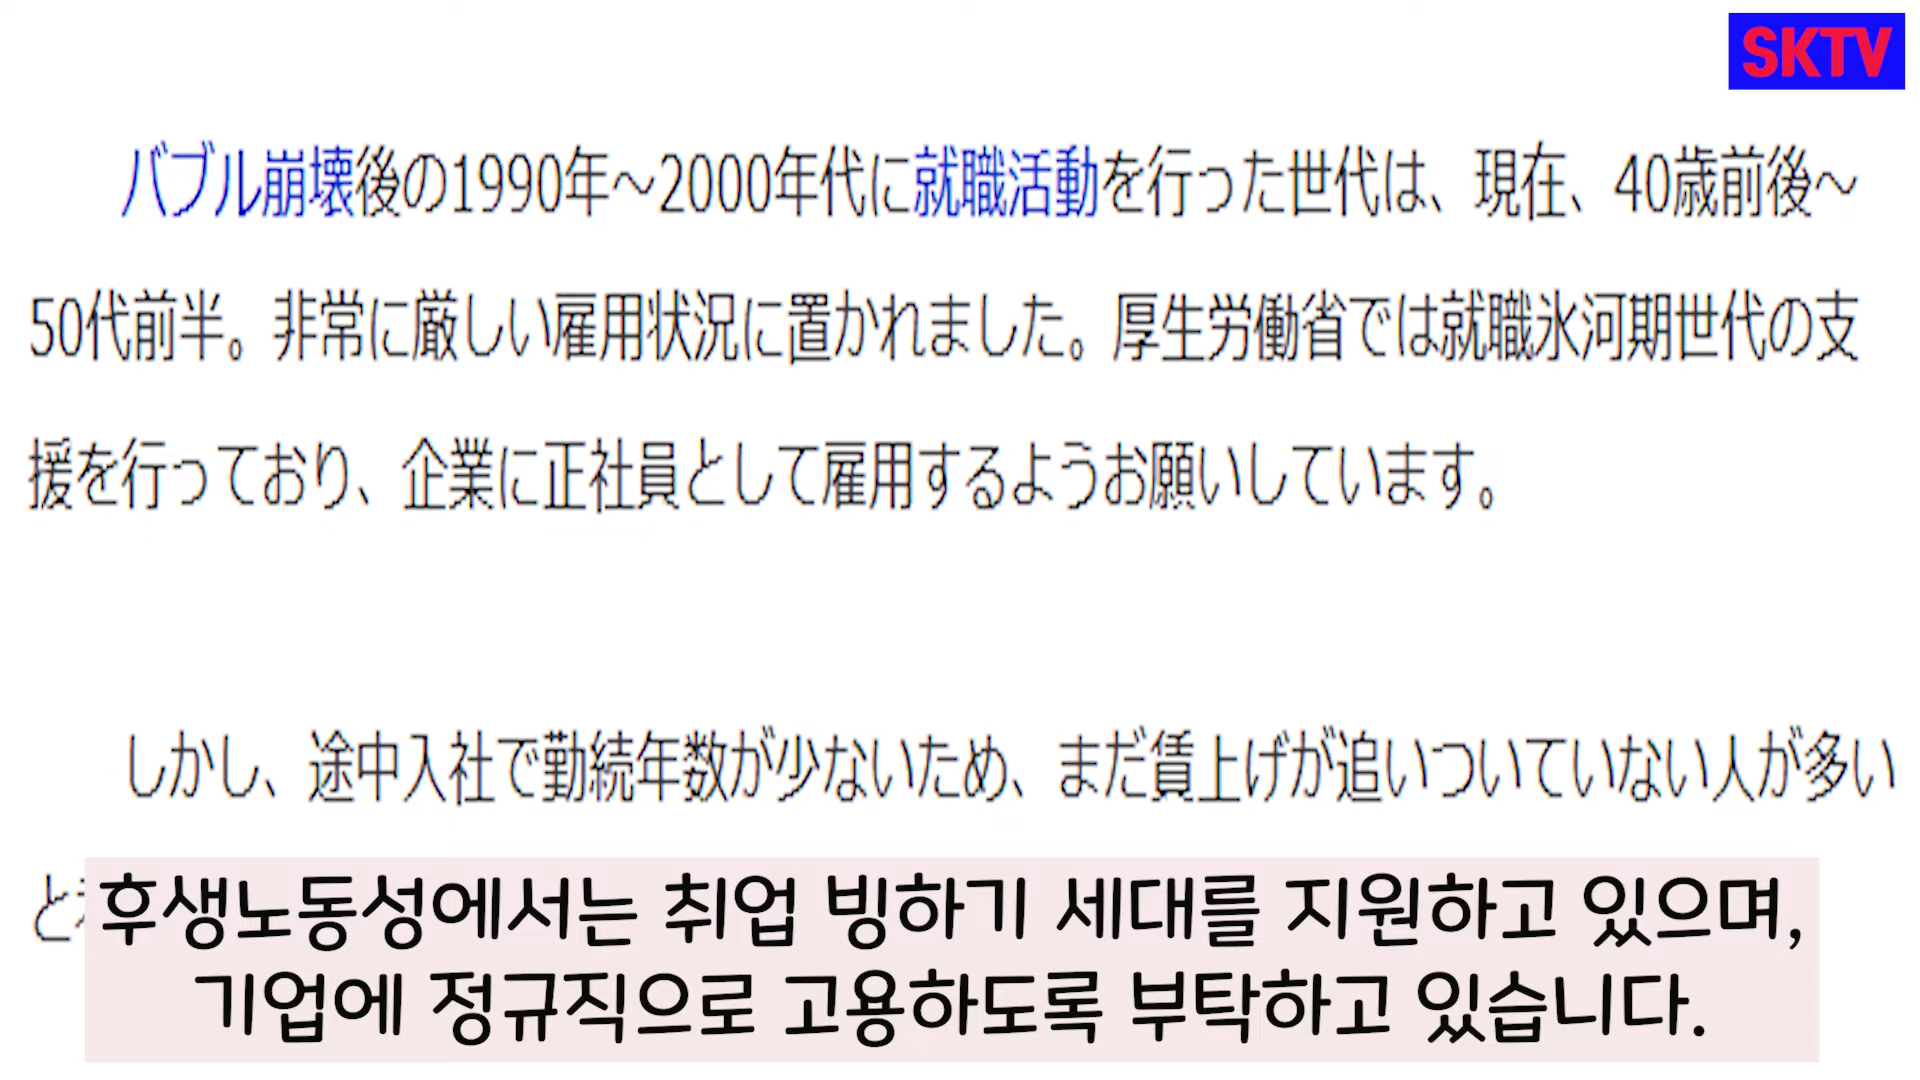 SKTV
バブル崩壊後の1990年～2000年代に就職活動を行った世代は、現在、40歳前後～
50代前半。非常に厳しい雇用状況に置かれました。厚生労働省では就職氷河期世代の支
援を行っており、企業に正社員として雇用するようお願いしています。
しかし、途中入社で勤続年数が少ないため、まだ賃上げが追いついていない人が多い
と
후생노동성에서는 취업 빙하기 세대를 지원하고 있으며,
기업에 정규직으로 고용하도록 부탁하고 있습니다.